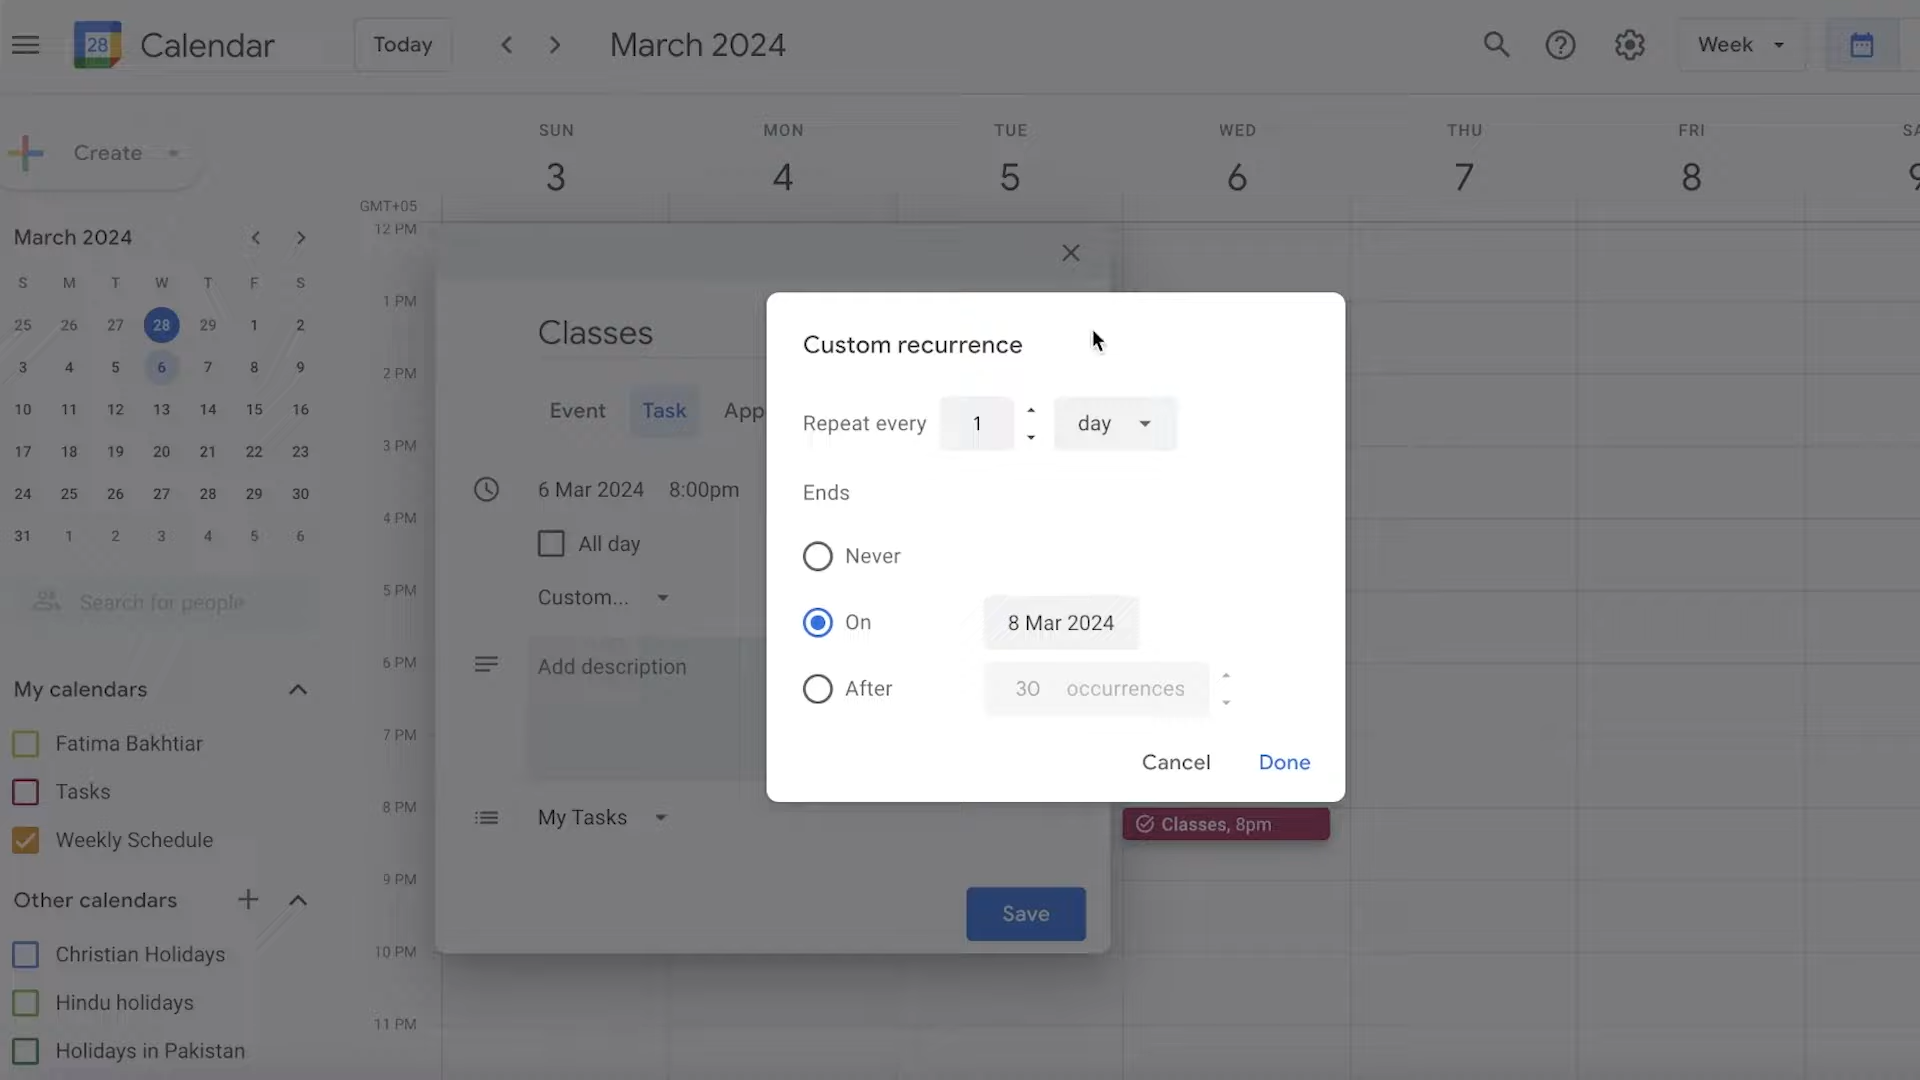 28 Calendar Today March 2024 Week
Create
SUN MON TUE WED THU FRI
3 4 5 6 7 8
GMT+05
March 2024
S M T W T F S
25 26 27 28 29 1 2
3 4 5 6 7 8 9
10 11 12 13 14 15 16
17 18 19 20 21 22 23
24 25 26 27 28 29 30
31 1 2 3 4 5 6
Search for people
My calendars
Fatima Bakhtiar
Tasks
Weekly Schedule
Other calendars
Christian Holidays
Hindu holidays
Holidays in Pakistan
12 PM
1 PM
2 PM
3 PM
4 PM
5 PM
6 PM
7 PM
8 PM
9 PM
10 PM
11 PM
Classes
Event Task App
6 Mar 2024 8:00pm
All day
Custom...
Add description
My Tasks
Save
Custom recurrence
Repeat every 1 day
Ends
Never
On 8 Mar 2024
After 30 occurrences
Cancel Done
Classes, 8pm